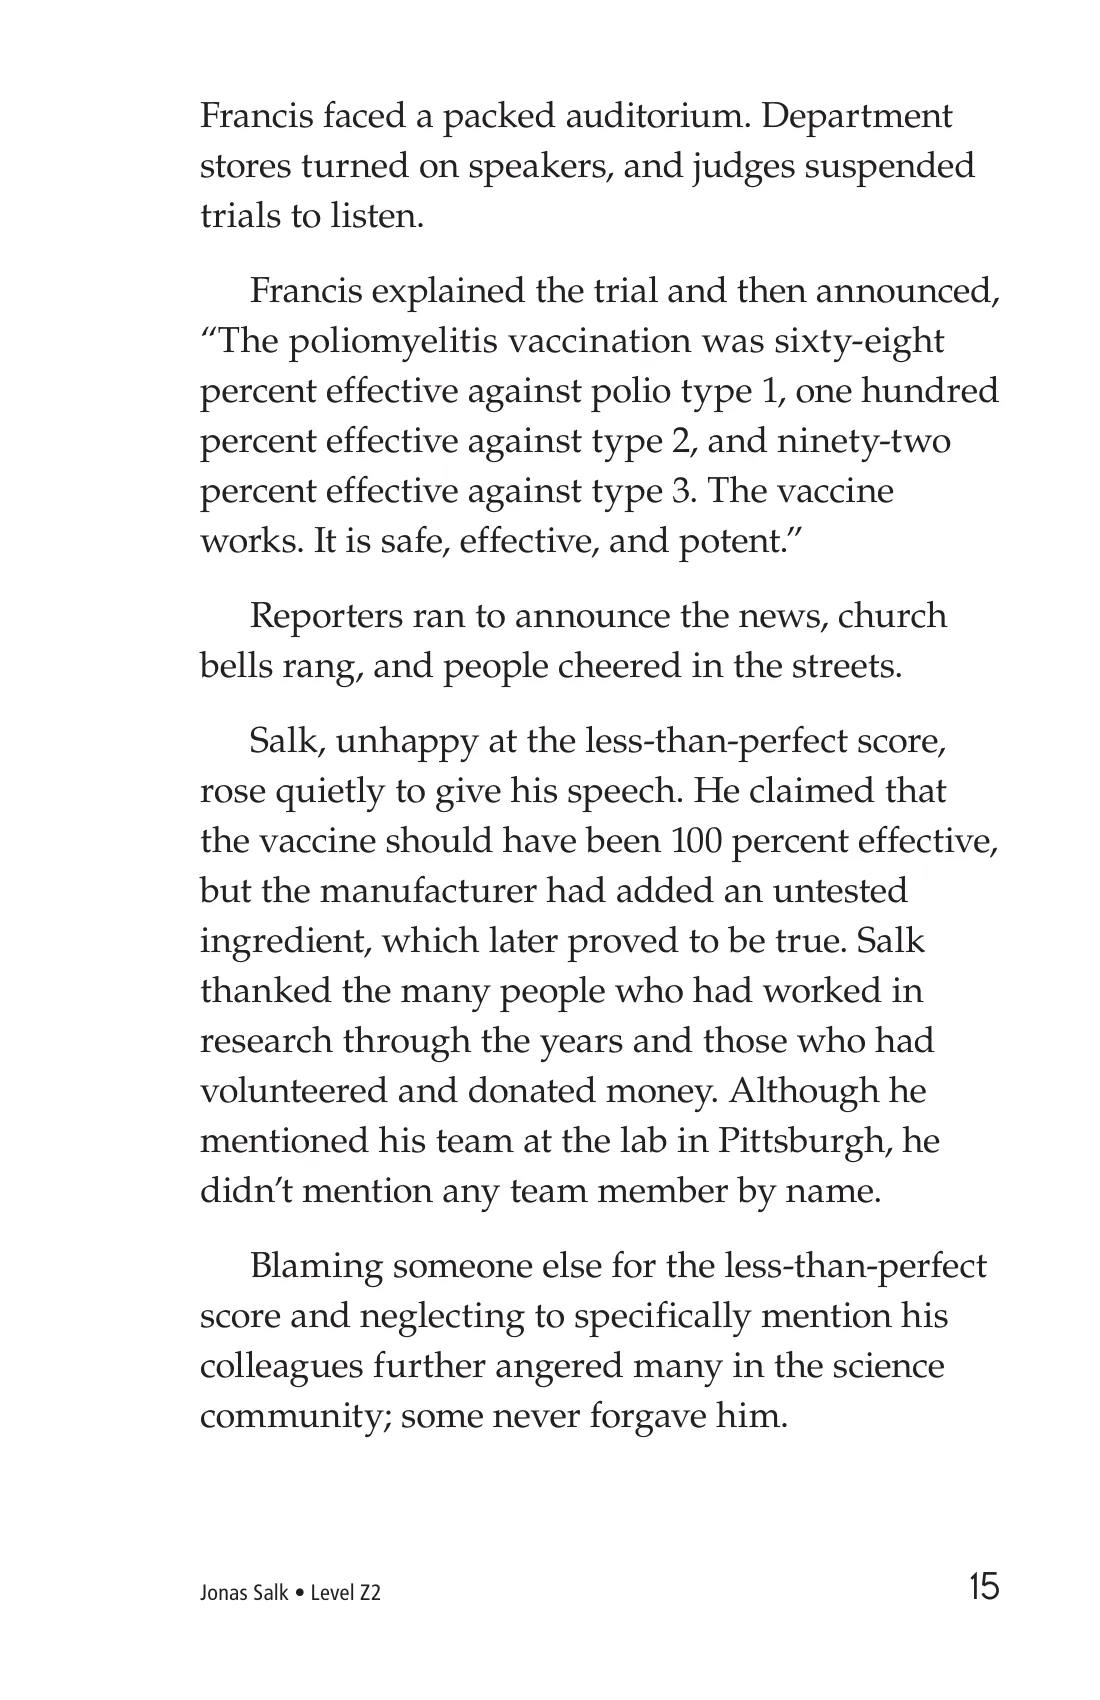 Francis faced a packed auditorium. Department
stores turned on speakers, and judges suspended
trials to listen.
Francis explained the trial and then announced,
“The poliomyelitis vaccination was sixty-eight
percent effective against polio type 1, one hundred
percent effective against type 2, and ninety-two
percent effective against type 3. The vaccine
works. It is safe, effective, and potent.”
Reporters ran to announce the news, church
bells rang, and people cheered in the streets.
Salk, unhappy at the less-than-perfect score,
rose quietly to give his speech. He claimed that
the vaccine should have been 100 percent effective,
but the manufacturer had added an untested
ingredient, which later proved to be true. Salk
thanked the many people who had worked in
research through the years and those who had
volunteered and donated money. Although he
mentioned his team at the lab in Pittsburgh, he
didn’t mention any team member by name.
Blaming someone else for the less-than-perfect
score and neglecting to specifically mention his
colleagues further angered many in the science
community; some never forgave him.
Jonas Salk • Level Z2
15